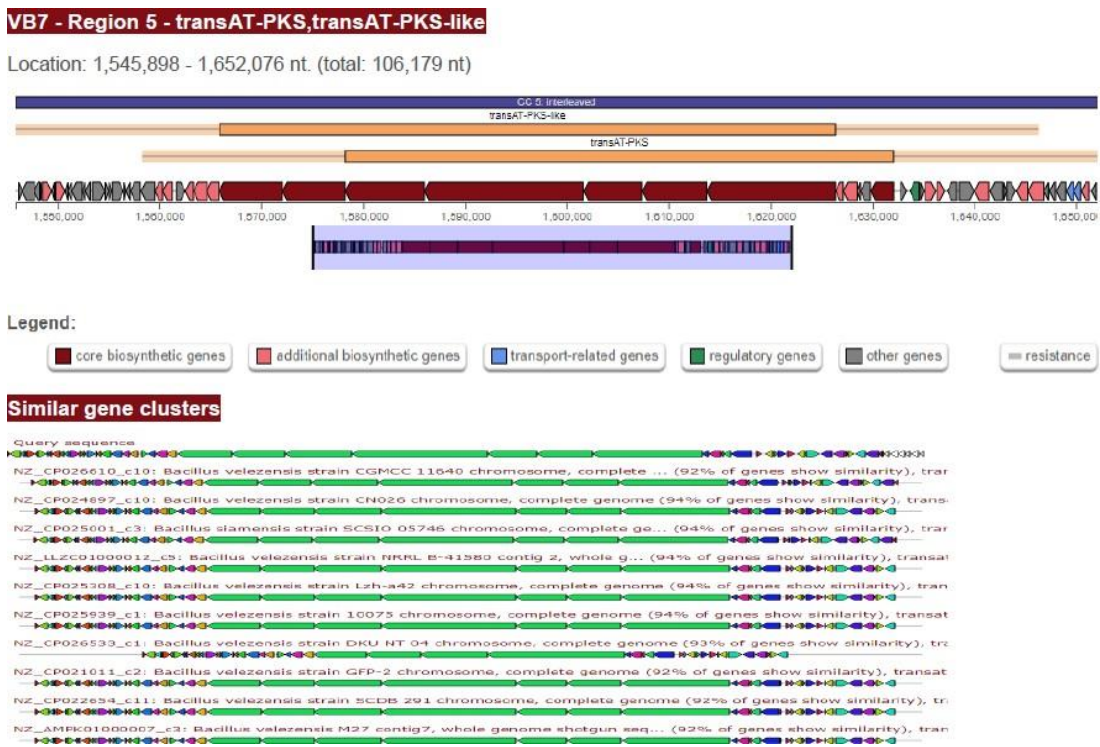 VB7 - Region 5 - transAT-PKS,transAT-PKS-like
Location: 1,545,898 - 1,652,076 nt. (total: 106,179 nt)
CC 5: interleaved
transAT-PKS-like
transAT-PKS
1,550,000 1,560,000 1,570,000 1,580,000 1,590,000 1,600,000 1,610,000 1,620,000 1,630,000 1,640,000 1,650,0
Legend:
core biosynthetic genes additional biosynthetic genes transport-related genes regulatory genes other genes resistance
Similar gene clusters
Query sequence
NZ_CP026610_c10: Bacillus velezensis strain CGMCC 11640 chromosome, complete ... (92% of genes show similarity), tran
NZ_CP024897_c10: Bacillus velezensis strain CN026 chromosome, complete genome (94% of genes show similarity), trans-
NZ_CP025001_c3: Bacillus siamensis strain SCSIO 05746 chromosome, complete ge... (94% of genes show similarity), tran
NZ_LLZC01000012_c5: Bacillus velezensis strain NRRL B-41580 contig 2, whole g... (94% of genes show similarity), transat
NZ_CP025308_c10: Bacillus velezensis strain Lzh-a42 chromosome, complete genome (94% of genes show similarity), tran
NZ_CP025939_c1: Bacillus velezensis strain 10075 chromosome, complete genome (94% of genes show similarity), transat
NZ_CP026533_c1: Bacillus velezensis strain DKU NT 04 chromosome, complete genome (93% of genes show similarity), tra
NZ_CP021011_c2: Bacillus velezensis strain GFP-2 chromosome, complete genome (92% of genes show similarity), transat
NZ_CP022654_c11: Bacillus velezensis strain SCDB 291 chromosome, complete genome (92% of genes show similarity), tr
NZ_AMPK01000007_c3: Bacillus velezensis M27 contig7, whole genome shotgun seq... (92% of genes show similarity), tran